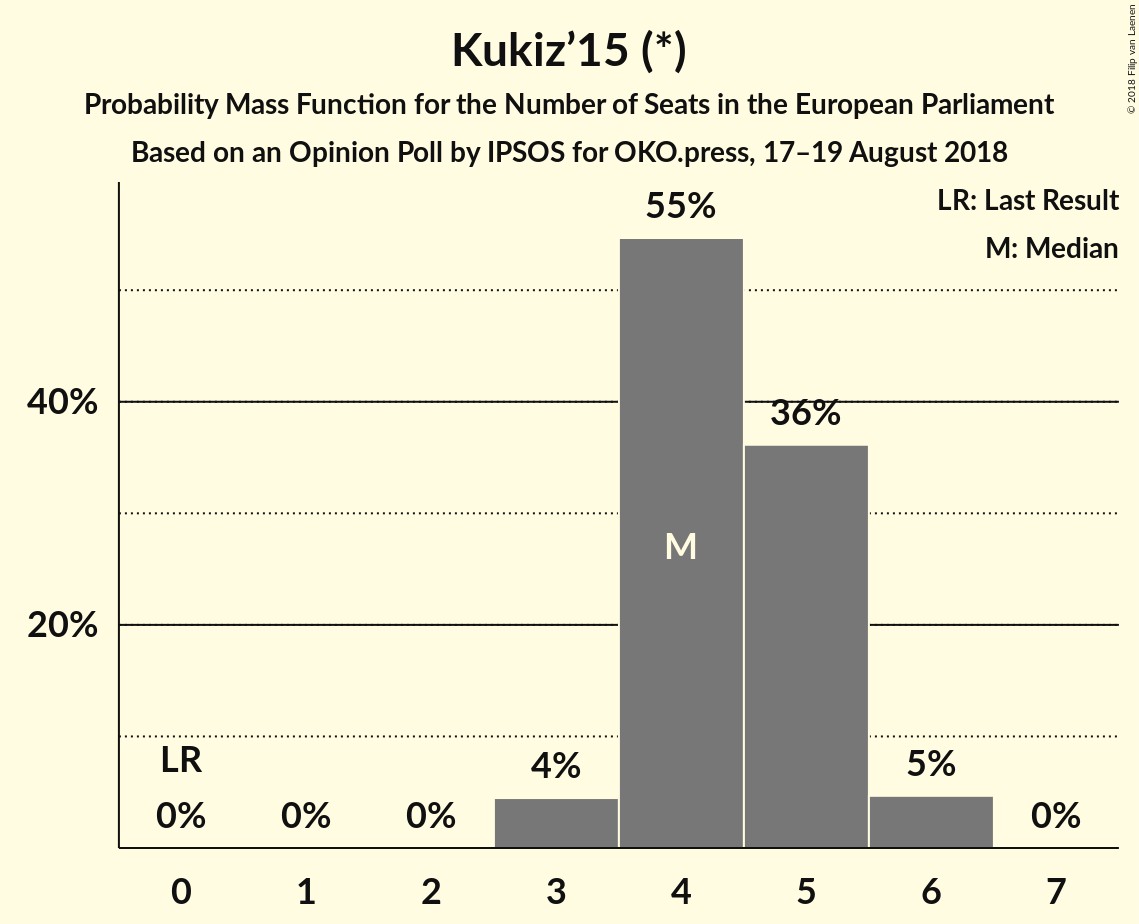 Kukiz’15 (*)
Probability Mass Function for the Number of Seats in the European Parliament
Based on an Opinion Poll by IPSOS for OKO.press, 17–19 August 2018
© 2018 Filip van Laenen
LR: Last Result
M: Median
55%
40%
36%
M
20%
LR
4%
5%
0%
0%
0%
0%
0 1 2 3 4 5 6 7